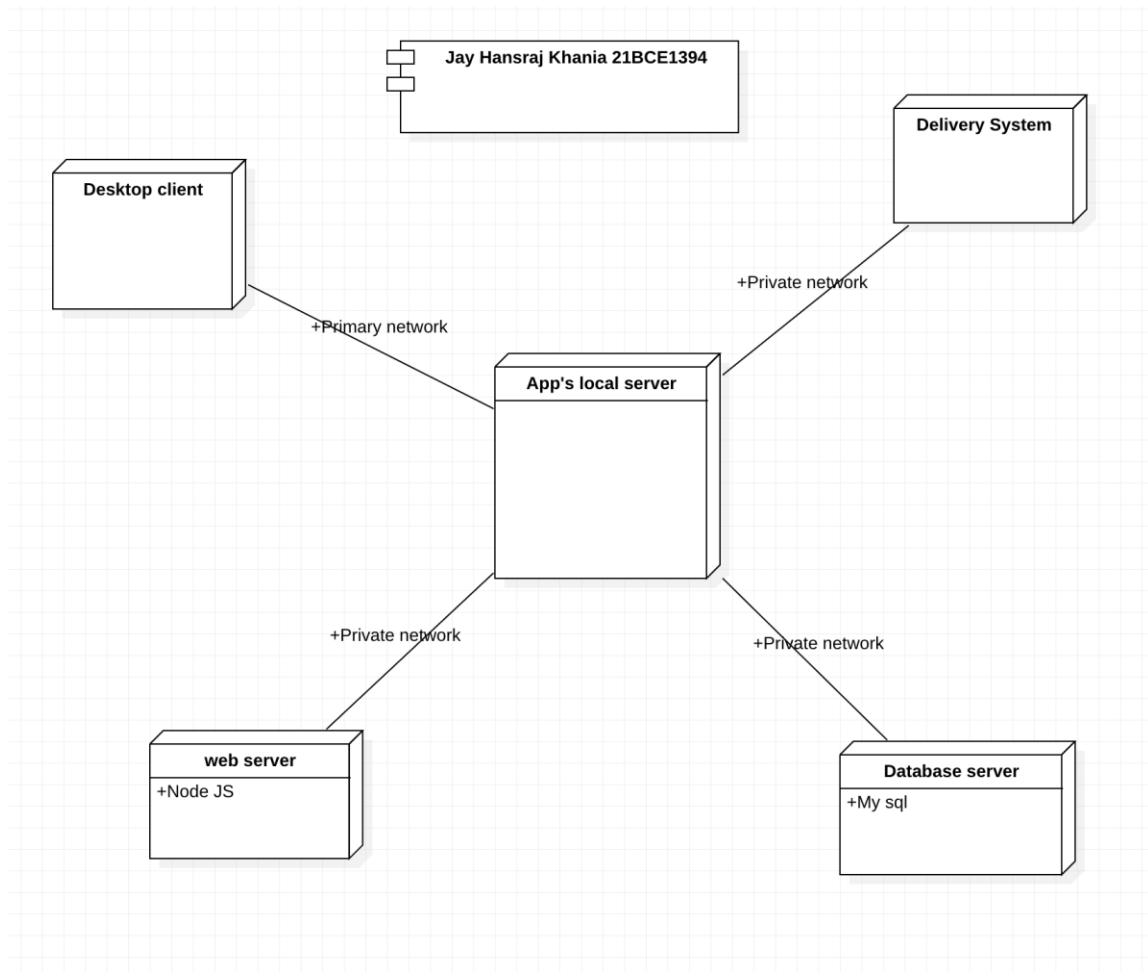 Jay Hansraj Khania 21BCE1394
Delivery System
Desktop client
+Private network
+Primary network
App's local server
+Private network
+Private network
web server
+Node JS
Database server
+My sql